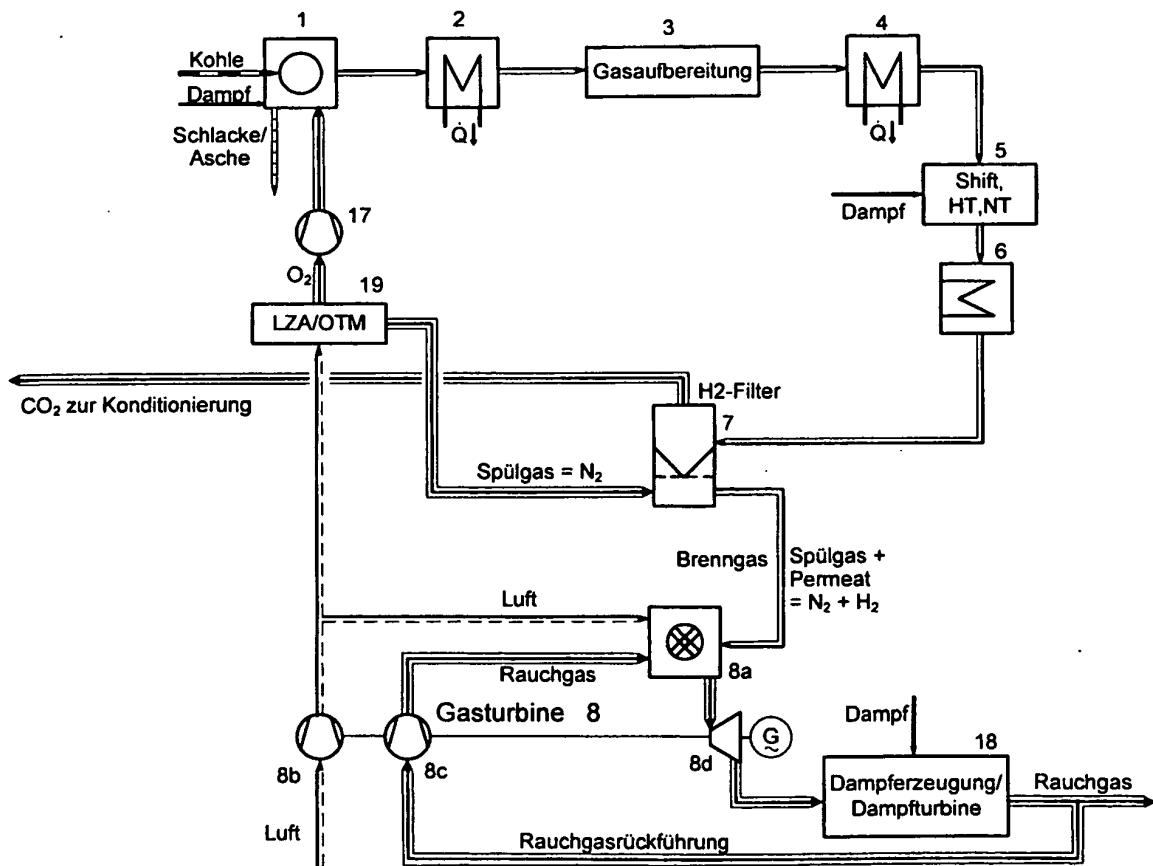 1
2
3
4
Kohle
Dampf
Gasaufbereitung
Q̇
Q̇
Schlacke/
Asche
5
Shift,
HT,NT
Dampf
17
6
O₂
19
LZA/OTM
H2-Filter
CO₂ zur Konditionierung
7
Spülgas = N₂
Brenngas
Spülgas +
Permeat
= N₂ + H₂
Luft
Rauchgas
8a
Gasturbine 8
Dampf
G
~
18
8b
8c
8d
Dampferzeugung/
Dampfturbine
Rauchgas
Luft
Rauchgasrückführung